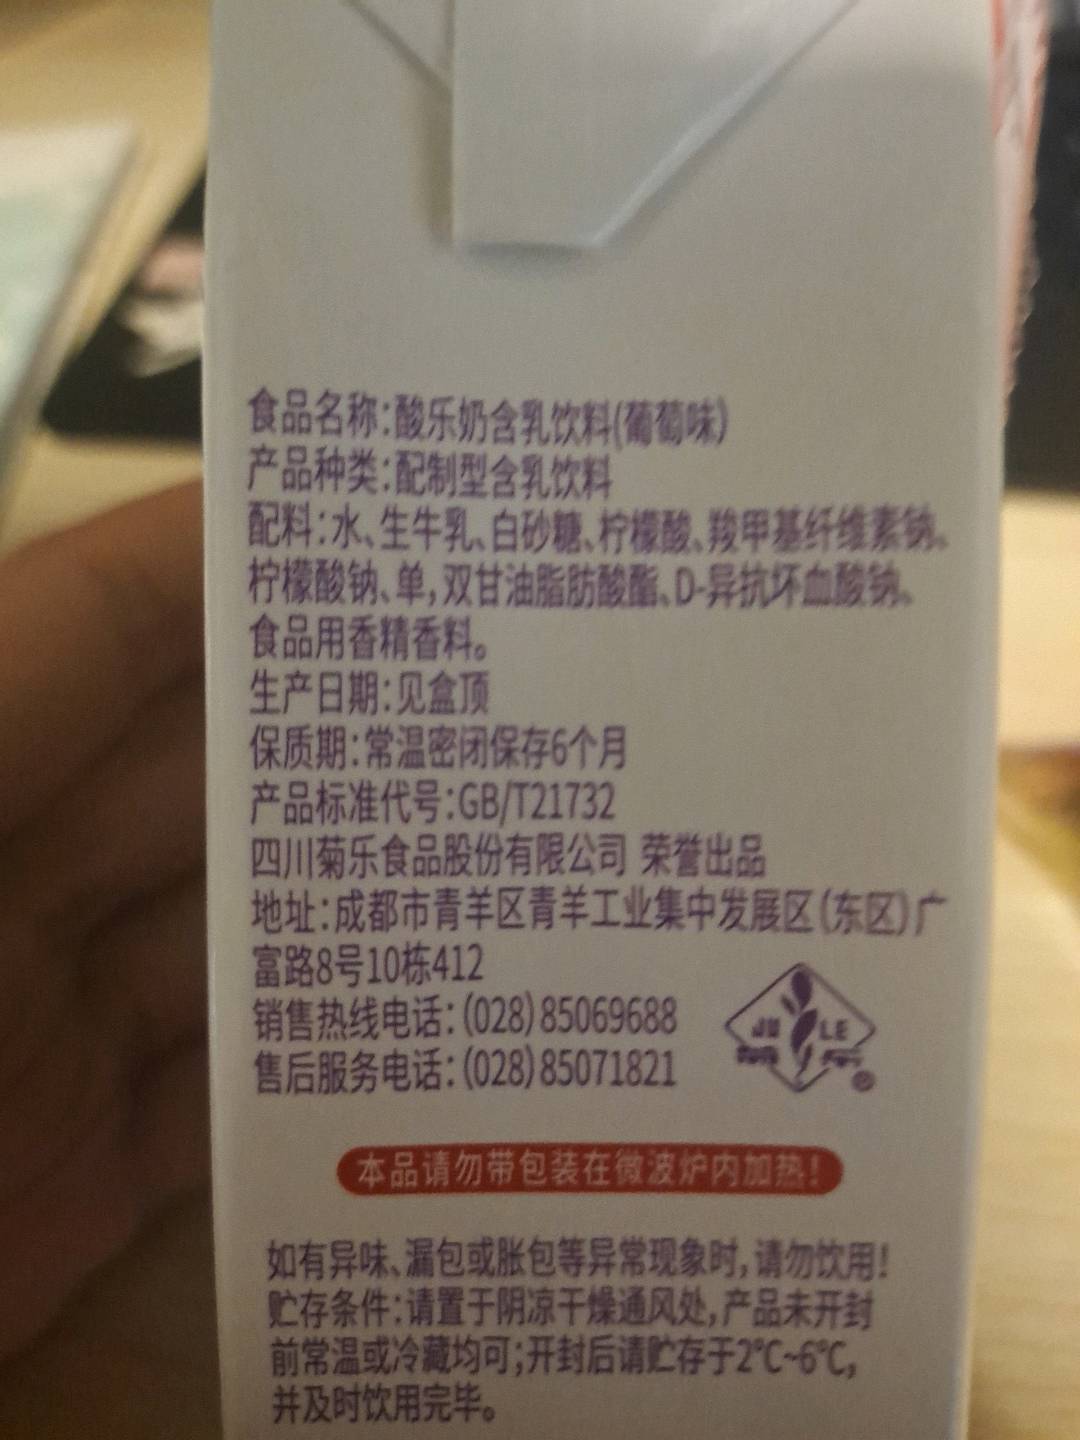 食品名称:酸乐奶含乳饮料(葡萄味)
产品种类:配制型含乳饮料
配料:水、生牛乳、白砂糖、柠檬酸、羧甲基纤维素钠、
柠檬酸钠、单,双甘油脂肪酸酯、D-异抗坏血酸钠、
食品用香精香料。
生产日期:见盒顶
保质期:常温密闭保存6个月
产品标准代号:GB/T21732
四川菊乐食品股份有限公司 荣誉出品
地址:成都市青羊区青羊工业集中发展区(东区)广
富路8号10栋412
销售热线电话:(028)85069688
售后服务电话:(028)85071821
JU LE
®
本品请勿带包装在微波炉内加热!
如有异味、漏包或胀包等异常现象时,请勿饮用!
贮存条件:请置于阴凉干燥通风处,产品未开封
前常温或冷藏均可;开封后请贮存于2℃~6℃,
并及时饮用完毕。